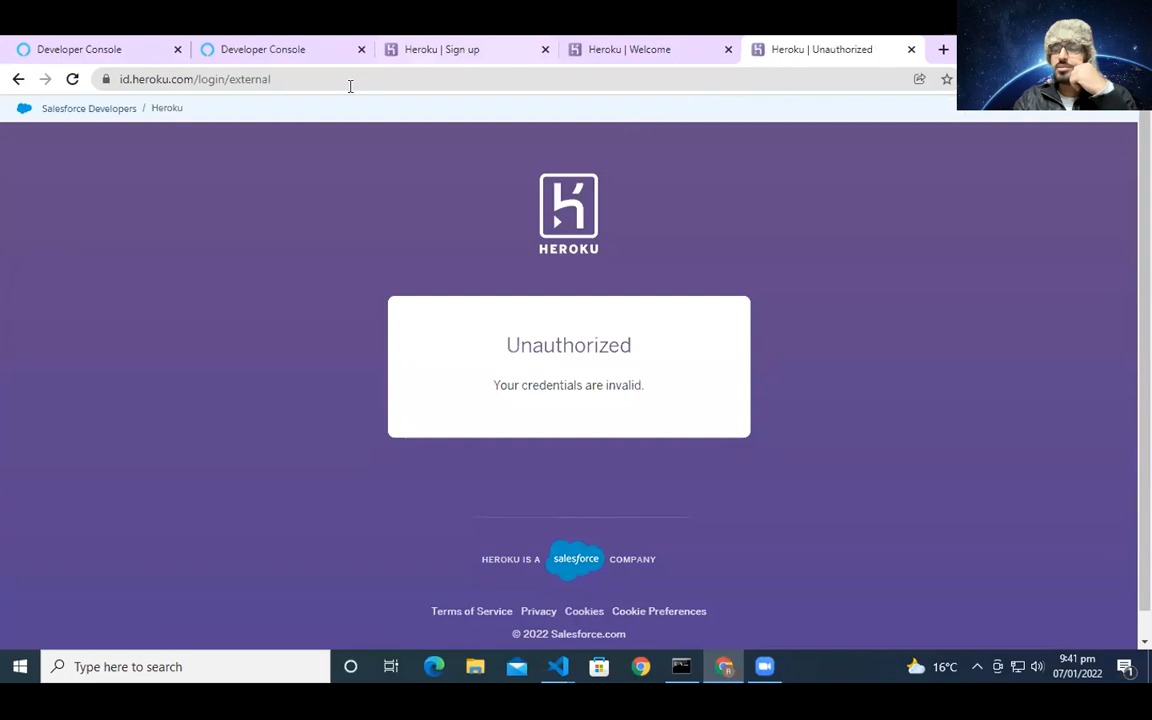 Developer Console
Developer Console
Heroku | Sign up
Heroku | Welcome
Heroku | Unauthorized
id.heroku.com/login/external
Salesforce Developers / Heroku
HEROKU
Unauthorized
Your credentials are invalid.
HEROKU IS A salesforce COMPANY
Terms of Service Privacy Cookies Cookie Preferences
© 2022 Salesforce.com
Type here to search
16°C
9:41 pm
07/01/2022
1